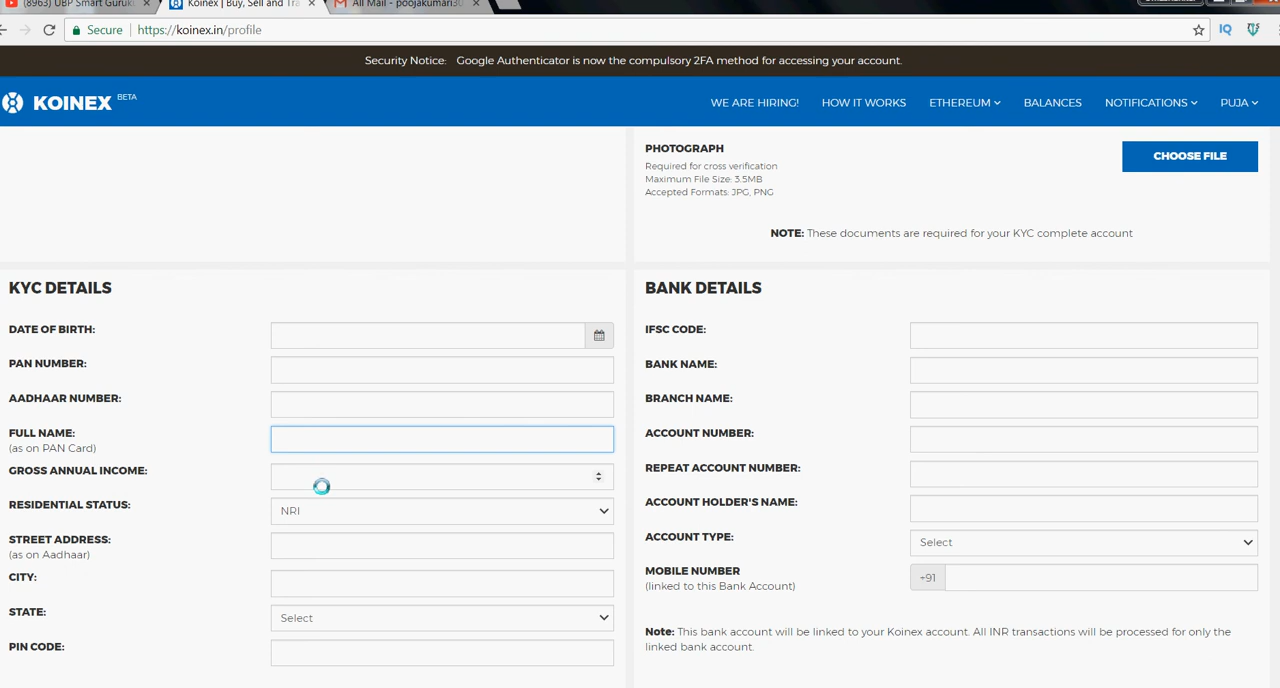 (8963) UBP Smart Guruku
Koinex | Buy, Sell and Tra
All Mail - poojakumari30
Secure
https://koinex.in/profile
Security Notice: Google Authenticator is now the compulsory 2FA method for accessing your account.
KOINEX BETA
WE ARE HIRING!
HOW IT WORKS
ETHEREUM
BALANCES
NOTIFICATIONS
PUJA
PHOTOGRAPH
Required for cross verification
Maximum File Size: 3.5MB
Accepted Formats: JPG, PNG
CHOOSE FILE
NOTE: These documents are required for your KYC complete account
KYC DETAILS
DATE OF BIRTH:
PAN NUMBER:
AADHAAR NUMBER:
FULL NAME:
(as on PAN Card)
GROSS ANNUAL INCOME:
RESIDENTIAL STATUS:
NRI
STREET ADDRESS:
(as on Aadhaar)
CITY:
STATE:
Select
PIN CODE:
BANK DETAILS
IFSC CODE:
BANK NAME:
BRANCH NAME:
ACCOUNT NUMBER:
REPEAT ACCOUNT NUMBER:
ACCOUNT HOLDER'S NAME:
ACCOUNT TYPE:
Select
MOBILE NUMBER
(linked to this Bank Account)
+91
Note: This bank account will be linked to your Koinex account. All INR transactions will be processed for only the
linked bank account.